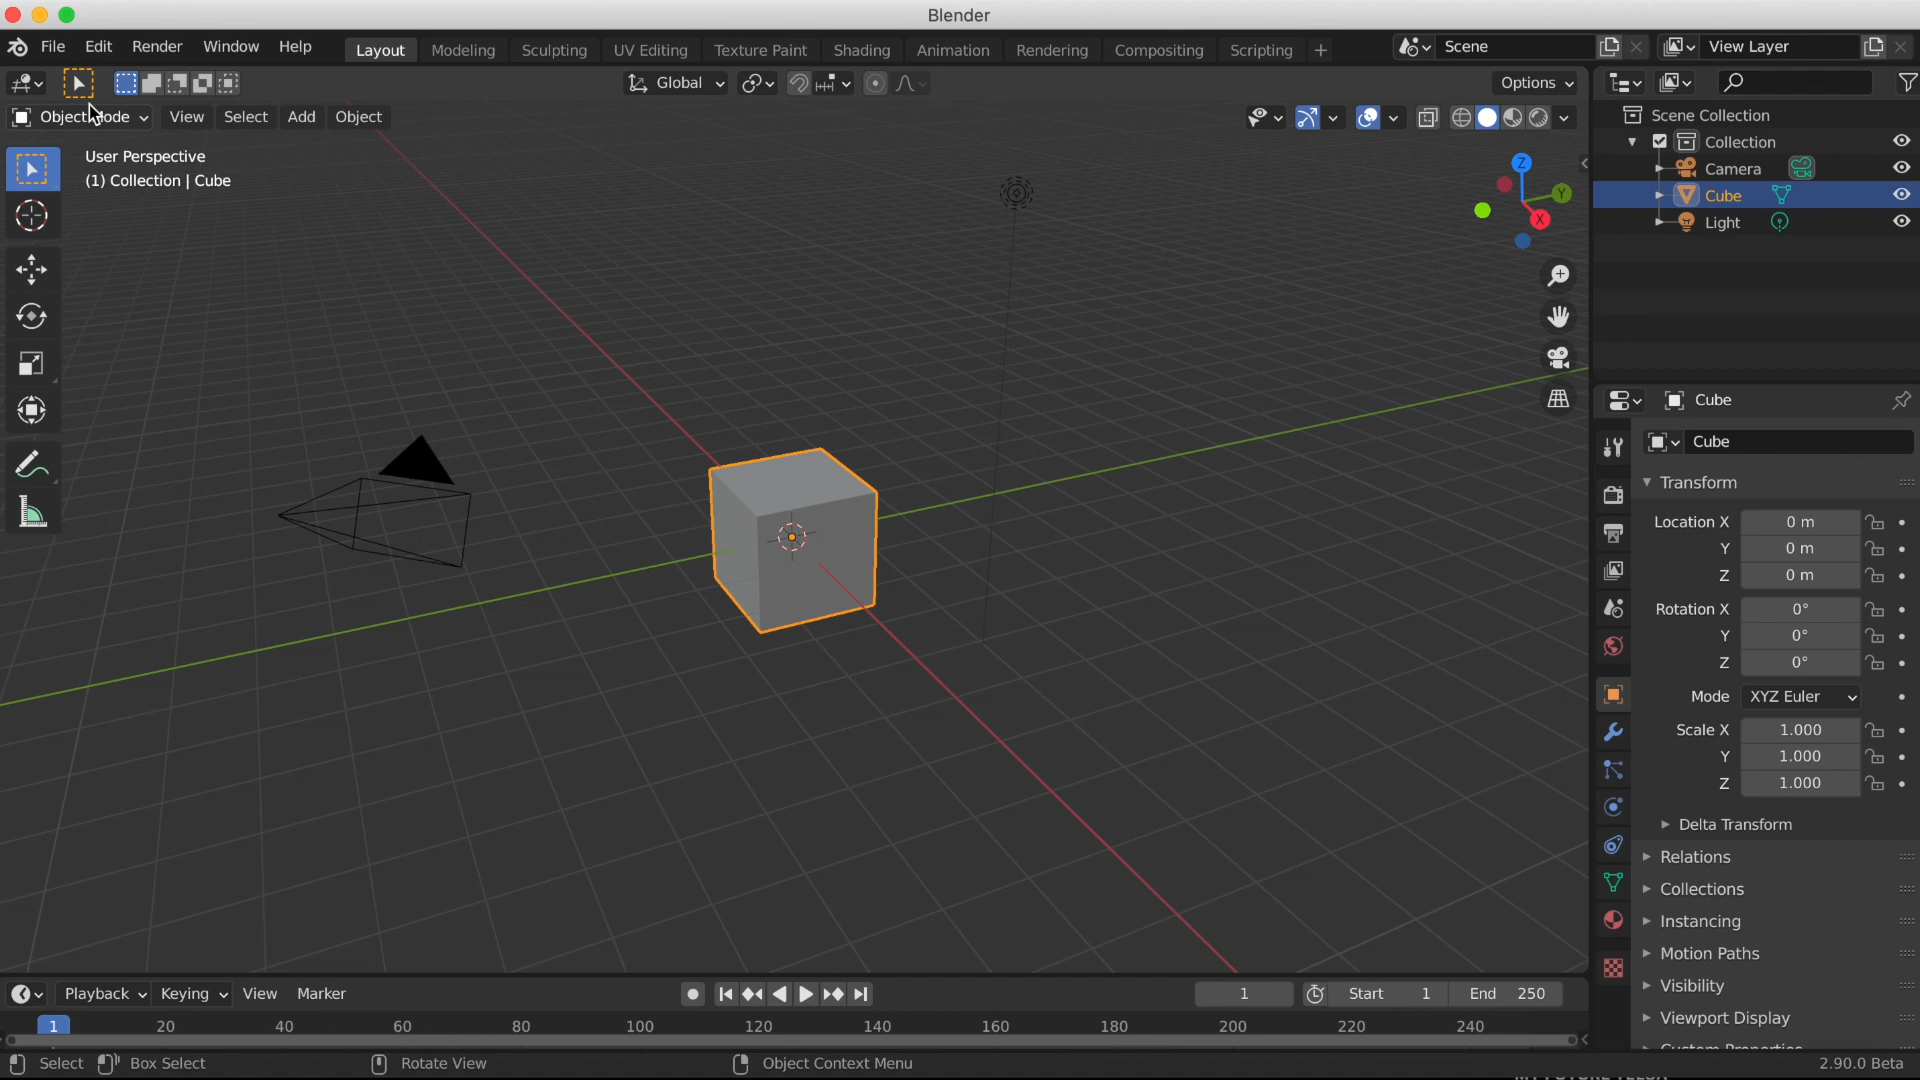 Blender
File Edit Render Window Help Layout Modeling Sculpting UV Editing Texture Paint Shading Animation Rendering Compositing Scripting + Scene View Layer
Global Options
Object Mode View Select Add Object
User Perspective
(1) Collection | Cube
Z
Y
X
Scene Collection
Collection
Camera
Cube
Light
Cube
Cube
Transform
Location X 0 m
Y 0 m
Z 0 m
Rotation X 0°
Y 0°
Z 0°
Mode XYZ Euler
Scale X 1.000
Y 1.000
Z 1.000
Delta Transform
Relations
Collections
Instancing
Motion Paths
Visibility
Viewport Display
Custom Properties
Playback Keying View Marker 1 Start 1 End 250
1 20 40 60 80 100 120 140 160 180 200 220 240
Select Box Select Rotate View Object Context Menu 2.90.0 Beta